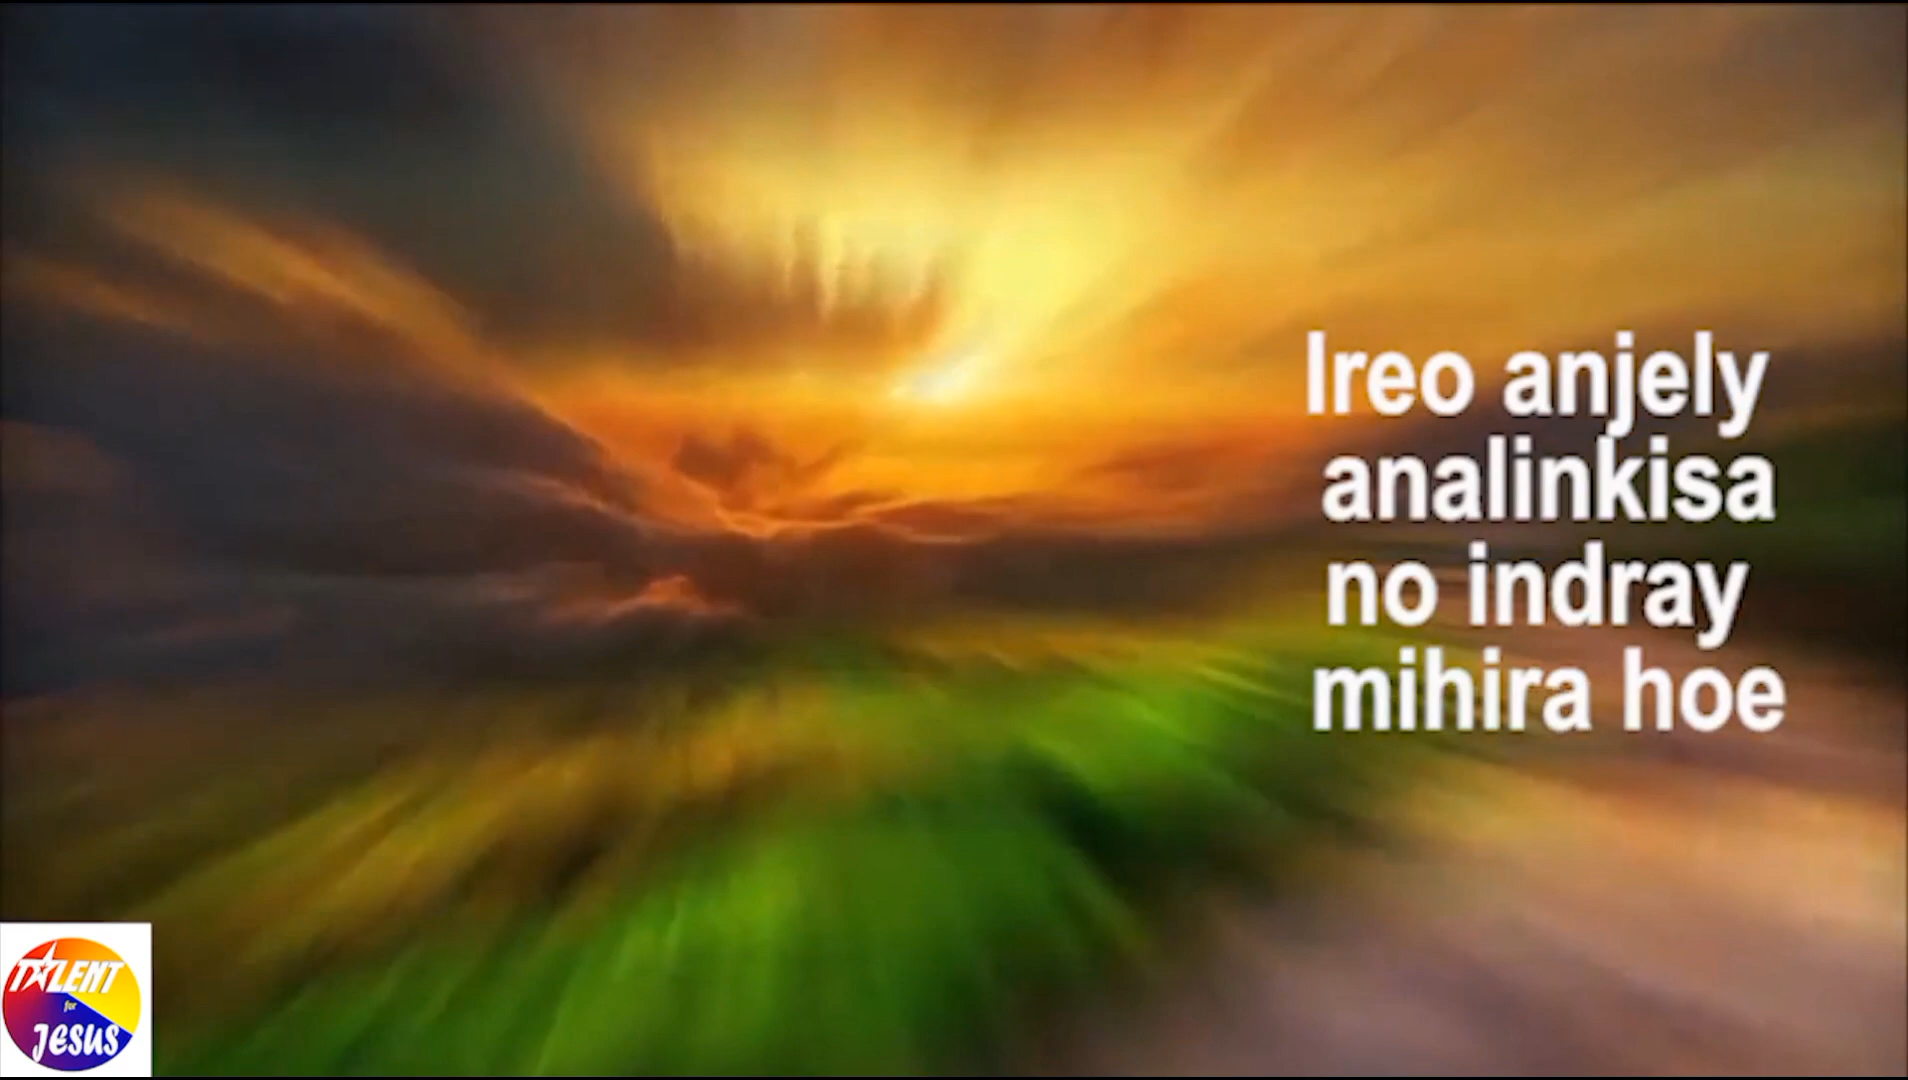 Ireo anjely
analinkisa
no indray
mihira hoe
TALENT
for
JESUS